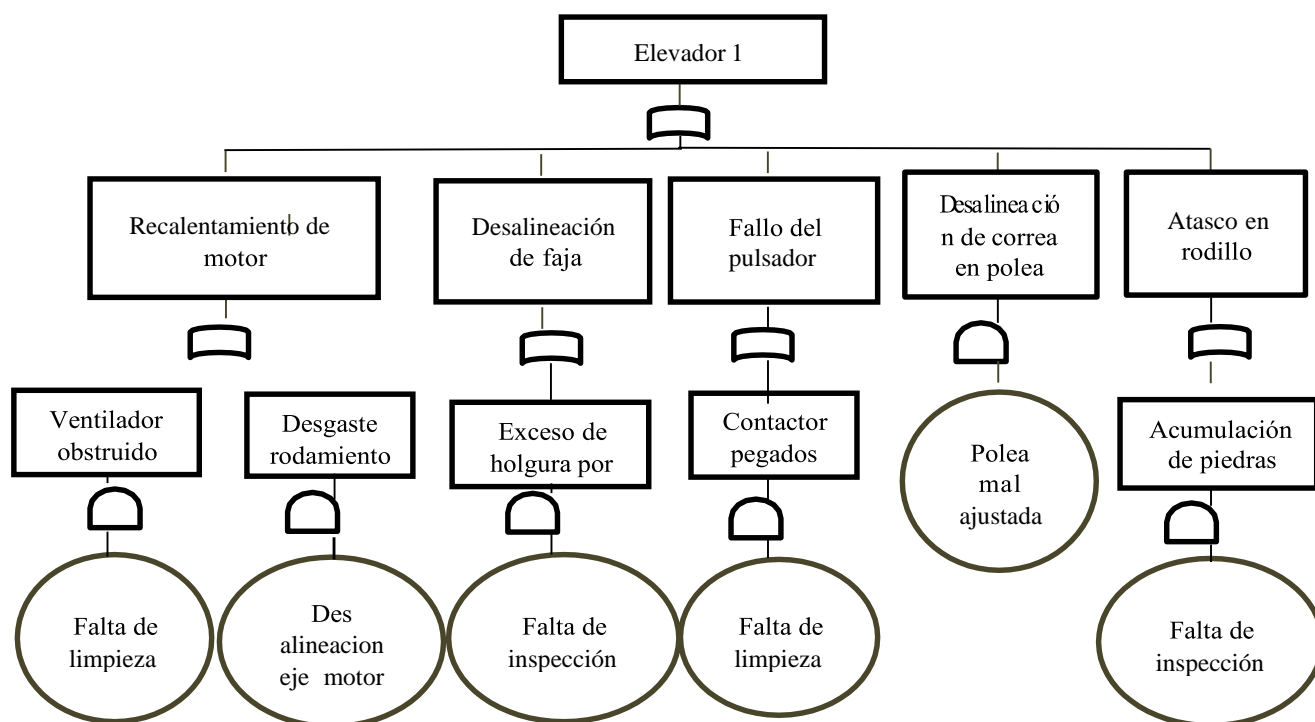 Elevador 1
Recalentamiento de
motor
Desalineación
de faja
Fallo del
pulsador
Desalineació
n de correa
en polea
Atasco en
rodillo
Ventilador
obstruido
Desgaste
rodamiento
Exceso de
holgura por
Contactor
pegados
Polea
mal
ajustada
Acumulación
de piedras
Falta de
limpieza
Des
alineacion
eje motor
Falta de
inspección
Falta de
limpieza
Falta de
inspección